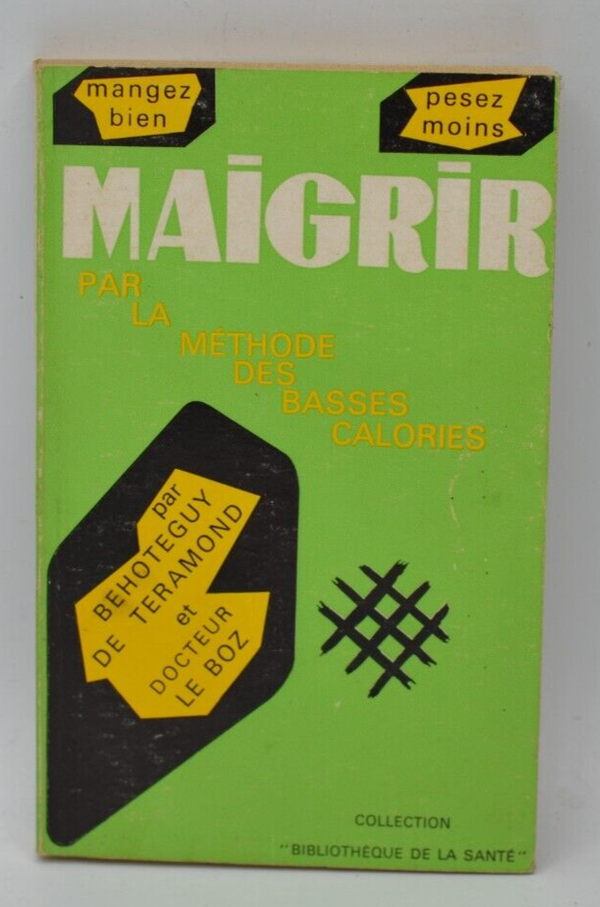 mangez
bien
pesez
moins
MAIGRIR
PAR
LA
MÉTHODE
DES
BASSES
CALORIES
par
BEHOTEGUY
DE TERAMOND
et
DOCTEUR
LE BOZ
COLLECTION
"BIBLIOTHÈQUE DE LA SANTÉ"